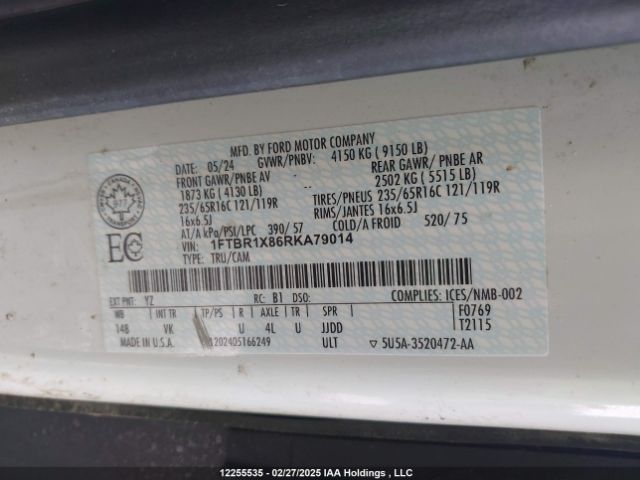 MFD. BY FORD MOTOR COMPANY
DATE: 05/24 GVWR/PNBV: 4150 KG ( 9150 LB)
FRONT GAWR/PNBE AV REAR GAWR/ PNBE AR
1873 KG ( 4130 LB) 2502 KG ( 5515 LB)
235/65R16C 121/119R TIRES/PNEUS 235/65R16C 121/119R
16x6.5J RIMS/JANTES 16x6.5J
AT/A kPa/PSI/LPC 390/ 57 COLD/A FROID 520/ 75
VIN: 1FTBR1X86RKA79014
TYPE: TRU/CAM
EC
EXT PNT: YZ RC: B1 DSO: COMPLIES: ICES/NMB-002
WB INT TR TP/PS R AXLE TR SPR F0769
148 VK U 4L U JJDD T2115
MADE IN U.S.A. 1202405166249 ULT ▽ 5U5A-3520472-AA
12255535 - 02/27/2025 IAA Holdings , LLC